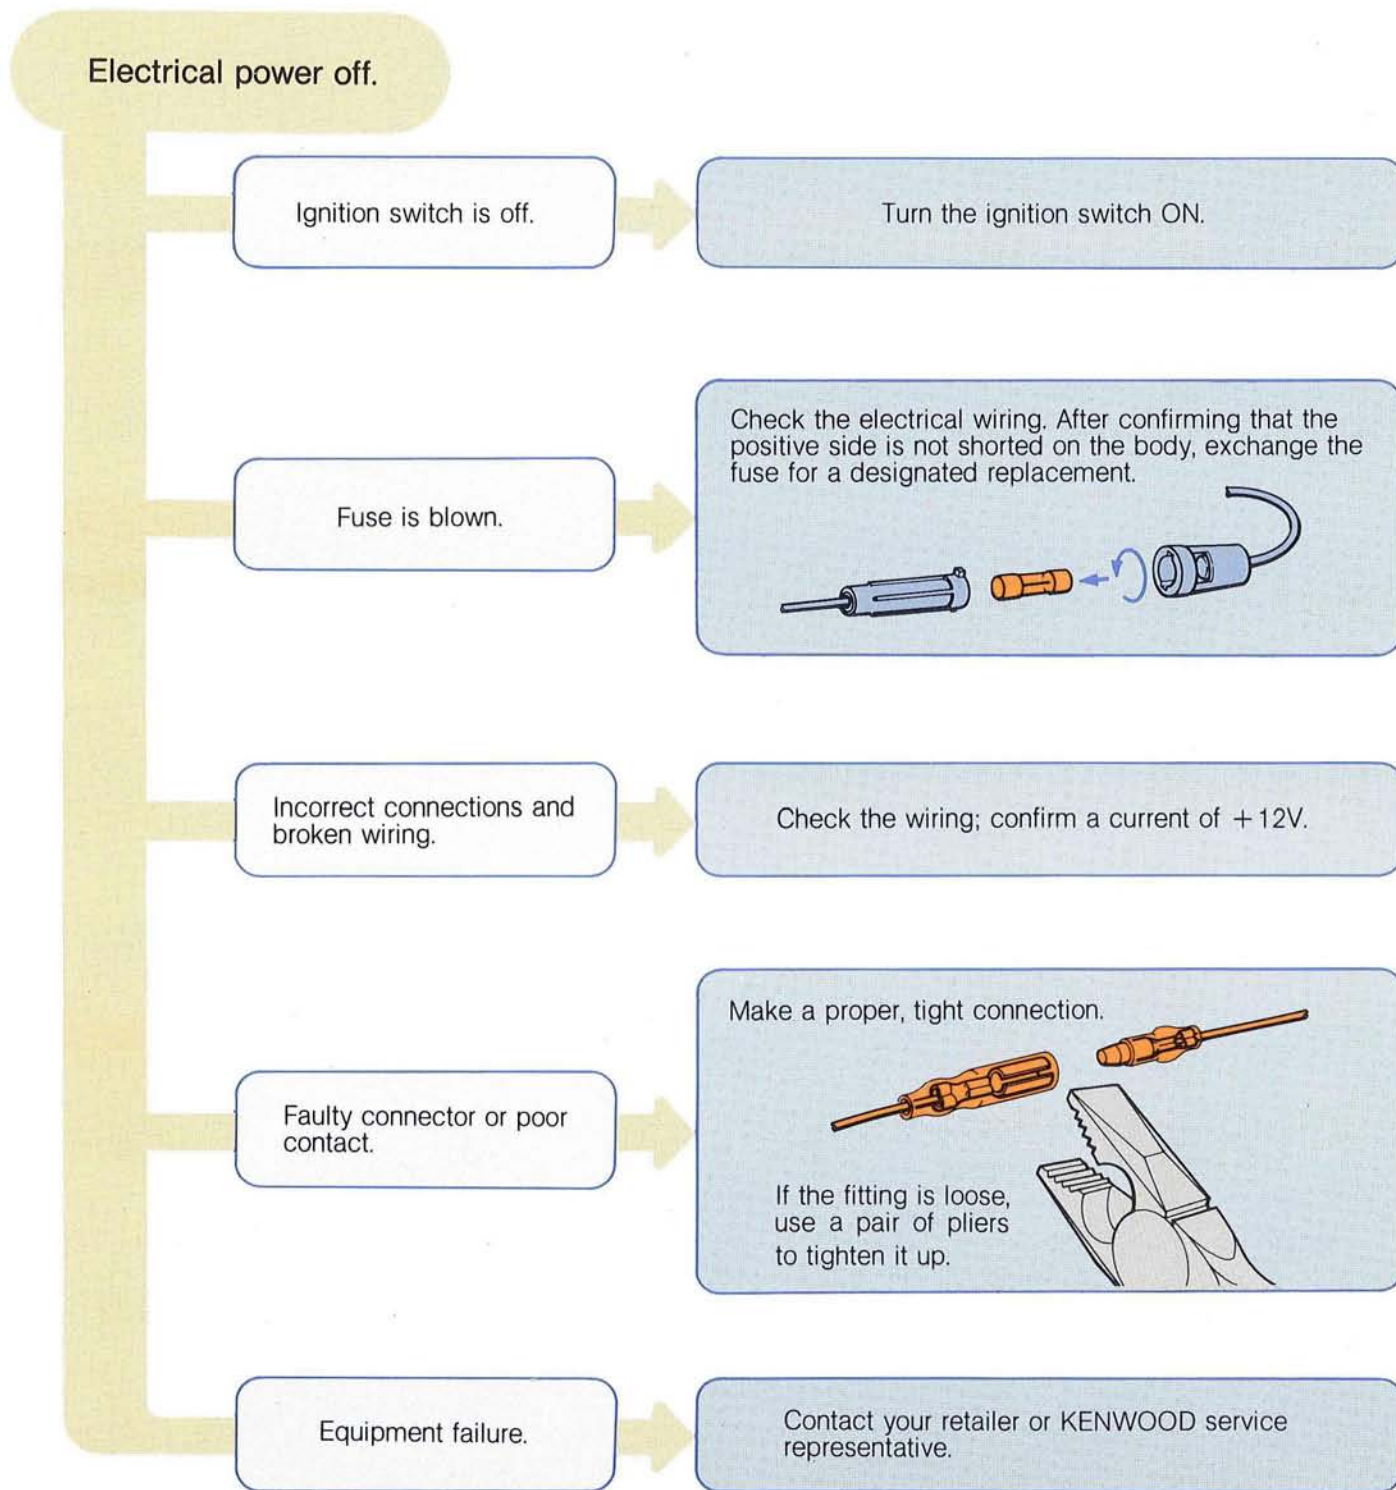 Electrical power off.
Ignition switch is off.
Turn the ignition switch ON.
Fuse is blown.
Check the electrical wiring. After confirming that the
positive side is not shorted on the body, exchange the
fuse for a designated replacement.
Incorrect connections and
broken wiring.
Check the wiring; confirm a current of +12V.
Faulty connector or poor
contact.
Make a proper, tight connection.
If the fitting is loose,
use a pair of pliers
to tighten it up.
Equipment failure.
Contact your retailer or KENWOOD service
representative.